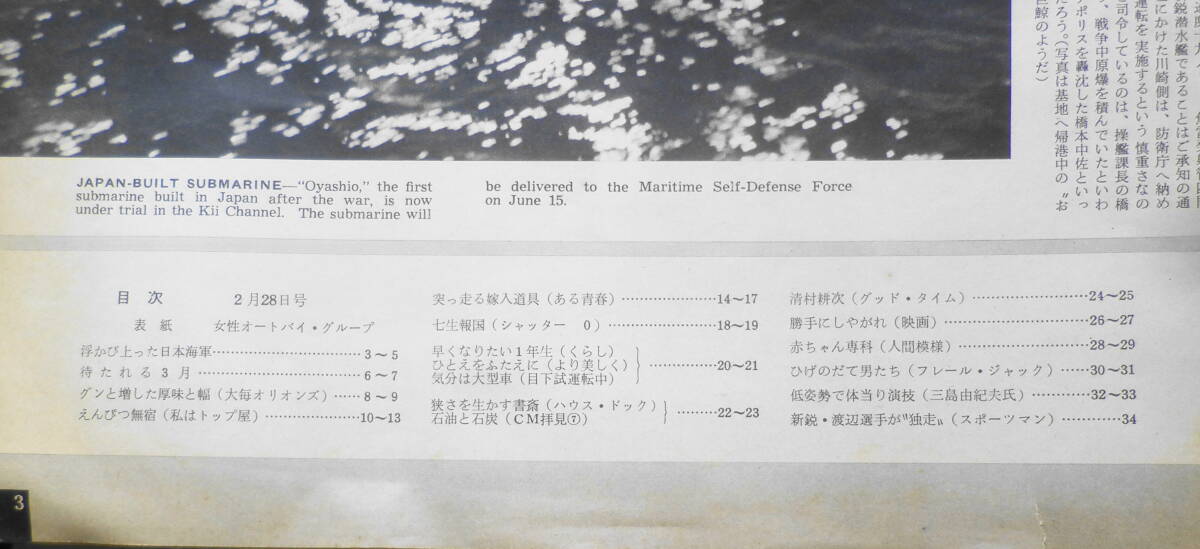 鋭潜水艦であることはご承知の通
にかけた川崎側は、防衛庁へ納め
運転を実施するという慎重さなの
司令しているのは、操艦課長の橋
、戦争中原爆を積んでいたといわ
ポリスを轟沈した橋本中佐といっ
だろう。(写真は基地へ帰港中の〝お
巨鯨のようだ)
JAPAN-BUILT SUBMARINE—"Oyashio," the first
submarine built in Japan after the war, is now
under trial in the Kii Channel. The submarine will
be delivered to the Maritime Self-Defense Force
on June 15.
目次 2月28日号
表紙 女性オートバイ・グループ
浮かび上った日本海軍……………………………3〜5
待たれる3月……………………………6〜7
グンと増した厚味と幅(大毎オリオンズ)……8〜9
えんぴつ無宿(私はトップ屋)…………………10〜13
突っ走る嫁入道具(ある青春)…………………14〜17
七生報国(シャッター 0)……………………18〜19
早くなりたい1年生(くらし)
ひとえをふたえに(より美しく)………………20〜21
気分は大型車(目下試運転中)
狭さを生かす書斎(ハウス・ドック)………22〜23
石油と石炭(CM拝見⑦)
清村耕次(グッド・タイム)……………………24〜25
勝手にしやがれ(映画)…………………………26〜27
赤ちゃん専科(人間模様)………………………28〜29
ひげのだて男たち(フレール・ジャック)……30〜31
低姿勢で体当り演技(三島由紀夫氏)…………32〜33
新鋭・渡辺選手が〝独走〟(スポーツマン)…………34
3